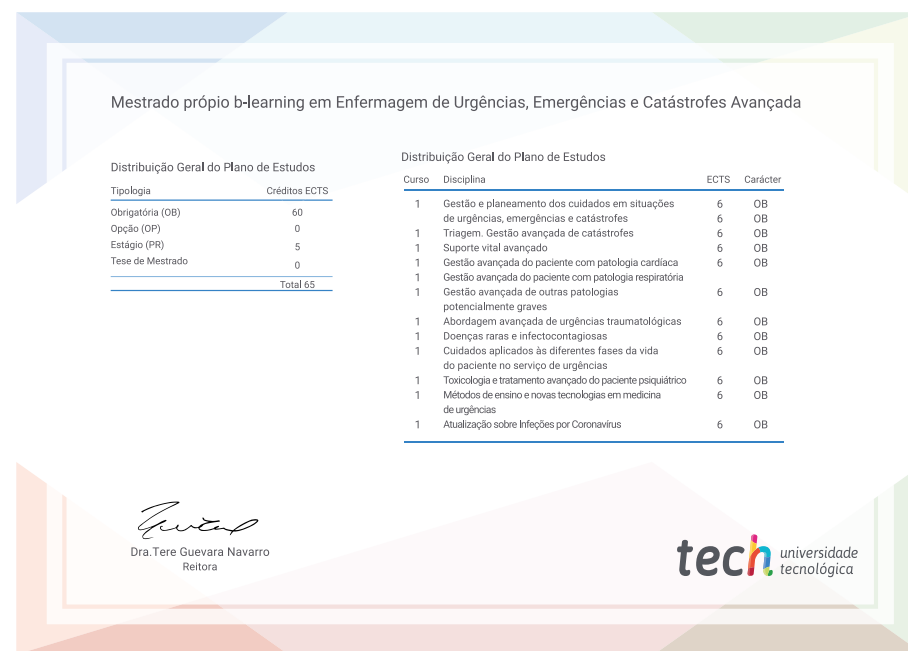 Mestrado própio b-learning em Enfermagem de Urgências, Emergências e Catástrofes Avançada
Distribuição Geral do Plano de Estudos
Tipologia Créditos ECTS
Obrigatória (OB) 60
Opção (OP) 0
Estágio (PR) 5
Tese de Mestrado 0
Total 65
Distribuição Geral do Plano de Estudos
Curso Disciplina ECTS Carácter
1 Gestão e planeamento dos cuidados em situações 6 OB
de urgências, emergências e catástrofes 6 OB
1 Triagem. Gestão avançada de catástrofes 6 OB
1 Suporte vital avançado 6 OB
1 Gestão avançada do paciente com patologia cardíaca 6 OB
1 Gestão avançada do paciente com patologia respiratória
1 Gestão avançada de outras patologias 6 OB
potencialmente graves
1 Abordagem avançada de urgências traumatológicas 6 OB
1 Doenças raras e infectocontagiosas 6 OB
1 Cuidados aplicados às diferentes fases da vida 6 OB
do paciente no serviço de urgências
1 Toxicologia e tratamento avançado do paciente psiquiátrico 6 OB
1 Métodos de ensino e novas tecnologias em medicina 6 OB
de urgências
1 Atualização sobre Infeções por Coronavírus 6 OB
Dra.Tere Guevara Navarro
Reitora
tech universidade
tecnológica